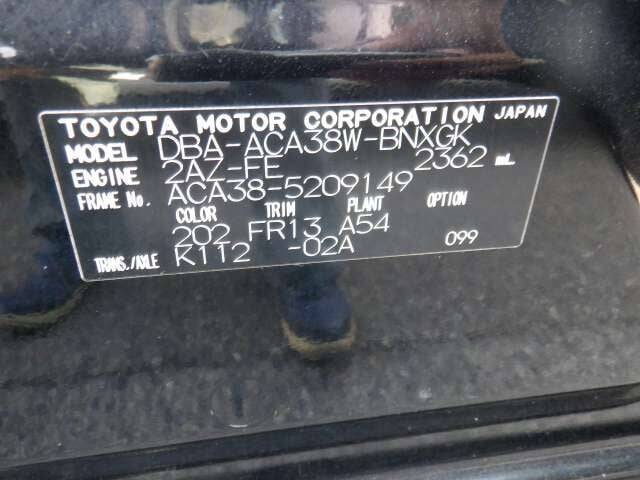 TOYOTA MOTOR CORPORATION JAPAN
MODEL DBA-ACA38W-BNXGK
ENGINE 2AZ-FE 2362 mL
FRAME No. ACA38-5209149
COLOR TRIM PLANT OPTION
202 FR13 A54
TRANS./AXLE K112 -02A 099